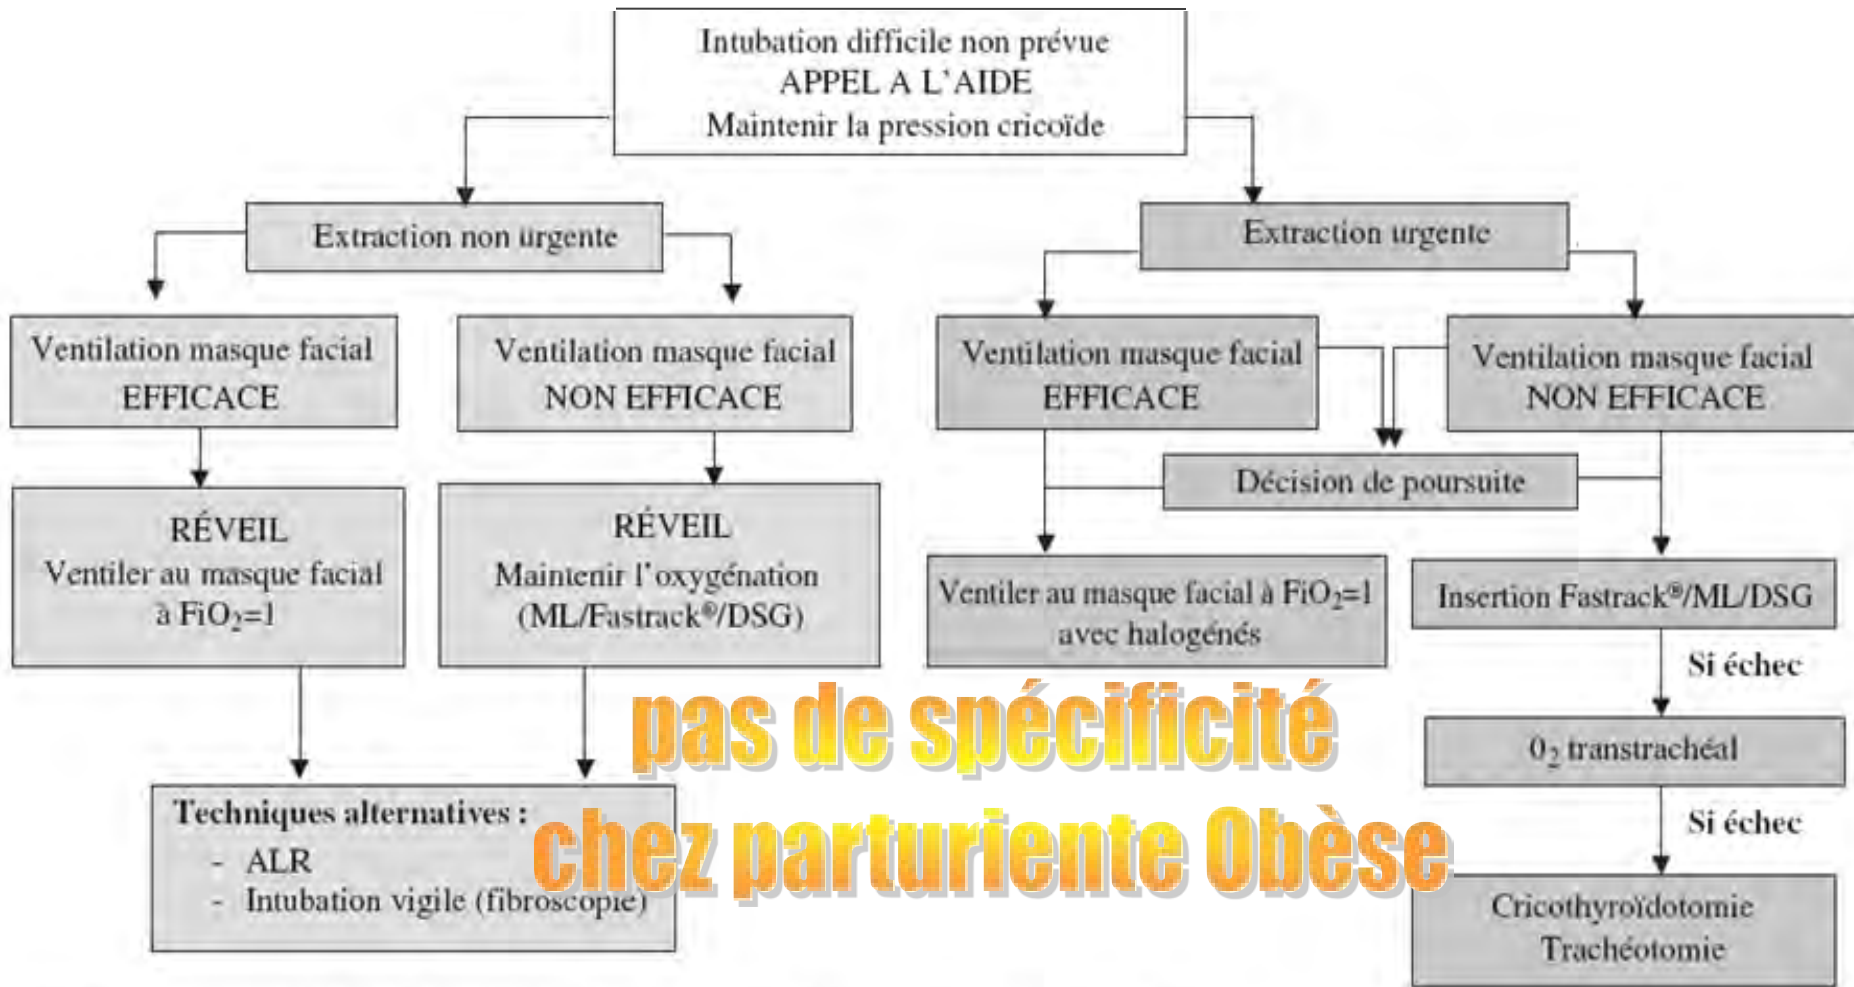 Intubation difficile non prévue
APPEL A L'AIDE
Maintenir la pression cricoïde
Extraction non urgente
Extraction urgente
Ventilation masque facial
EFFICACE
Ventilation masque facial
NON EFFICACE
Ventilation masque facial
EFFICACE
Ventilation masque facial
NON EFFICACE
Décision de poursuite
RÉVEIL
Ventiler au masque facial
à FiO₂=1
RÉVEIL
Maintenir l'oxygénation
(ML/Fastrack®/DSG)
Ventiler au masque facial à FiO₂=1
avec halogénés
Insertion Fastrack®/ML/DSG
Si échec
0₂ transtrachéal
Si échec
Cricothyroïdotomie
Trachéotomie
Techniques alternatives :
- ALR
- Intubation vigile (fibroscopie)
pas de spécificité
chez parturiente Obèse